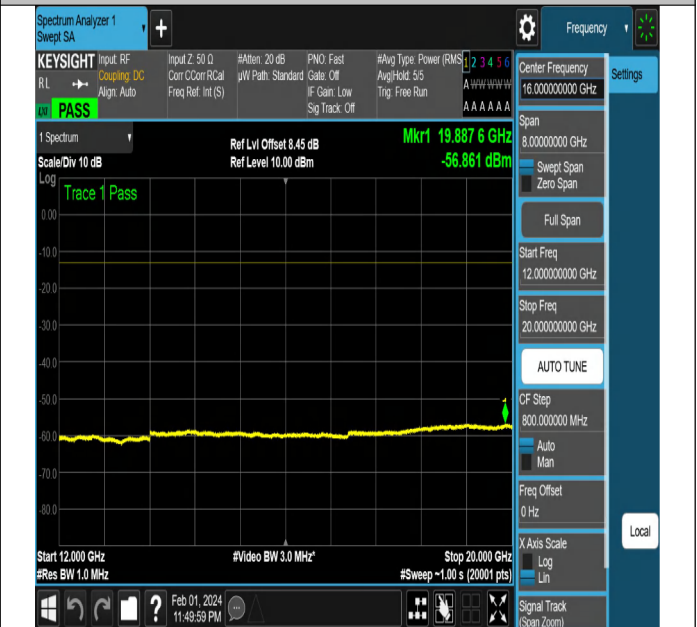 Spectrum Analyzer 1
Swept SA
Frequency
KEYSIGHT
RL
PASS
Input: RF
Coupling: DC
Align: Auto
Input Z: 50 Ω
Corr CCorr RCal
Freq Ref: Int (S)
#Atten: 20 dB
µW Path: Standard
PNO: Fast
Gate: Off
IF Gain: Low
Sig Track: Off
#Avg Type: Power (RMS
Avg|Hold: 5/5
Trig: Free Run
1 2 3 4 5 6
A W W W W W
A A A A A A
1 Spectrum
Scale/Div 10 dB
Ref Lvl Offset 8.45 dB
Ref Level 10.00 dBm
Mkr1 19.887 6 GHz
-56.861 dBm
Log
Trace 1 Pass
0.00
-10.0
-20.0
-30.0
-40.0
-50.0
-60.0
-70.0
-80.0
1
Start 12.000 GHz
#Res BW 1.0 MHz
#Video BW 3.0 MHz*
Stop 20.000 GHz
#Sweep ~1.00 s (20001 pts)
Feb 01, 2024
11:49:59 PM
Center Frequency
16.000000000 GHz
Settings
Span
8.00000000 GHz
Swept Span
Zero Span
Full Span
Start Freq
12.000000000 GHz
Stop Freq
20.000000000 GHz
AUTO TUNE
CF Step
800.000000 MHz
Auto
Man
Freq Offset
0 Hz
X Axis Scale
Log
Lin
Local
Signal Track
(Span Zoom)